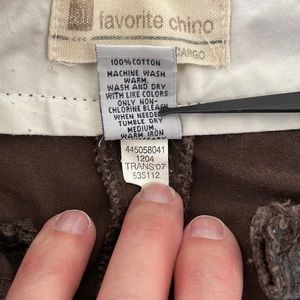 favorite chino
CARGO
100% COTTON
MACHINE WASH
WARM.
WASH AND DRY
WITH LIKE COLORS
ONLY NON-
CHLORINE BLEACH
WHEN NEEDED
TUMBLE DRY
MEDIUM.
WARM IRON
445058041
1204
TRANS'07
535112